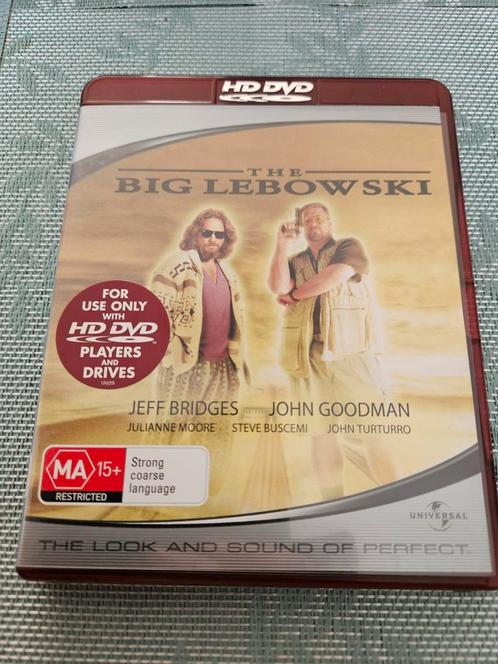 HD DVD
THE
BIG LEBOWSKI
FOR
USE ONLY
WITH
HD DVD
PLAYERS
AND
DRIVES
JEFF BRIDGES JOHN GOODMAN
JULIANNE MOORE STEVE BUSCEMI JOHN TURTURRO
MA 15+
RESTRICTED
Strong
coarse
language
UNIVERSAL
THE LOOK AND SOUND OF PERFECT